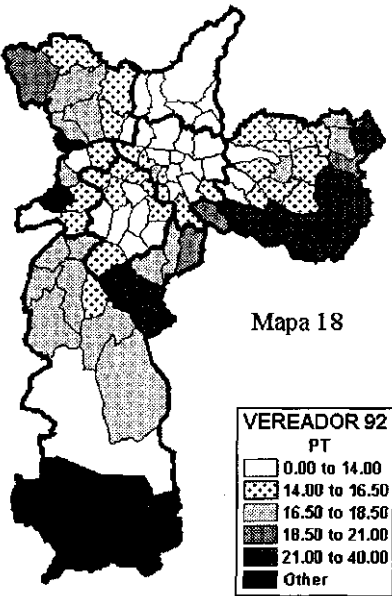 Mapa 18
VEREADOR 92
PT
0.00 to 14.00
14.00 to 16.50
16.50 to 18.50
18.50 to 21.00
21.00 to 40.00
Other